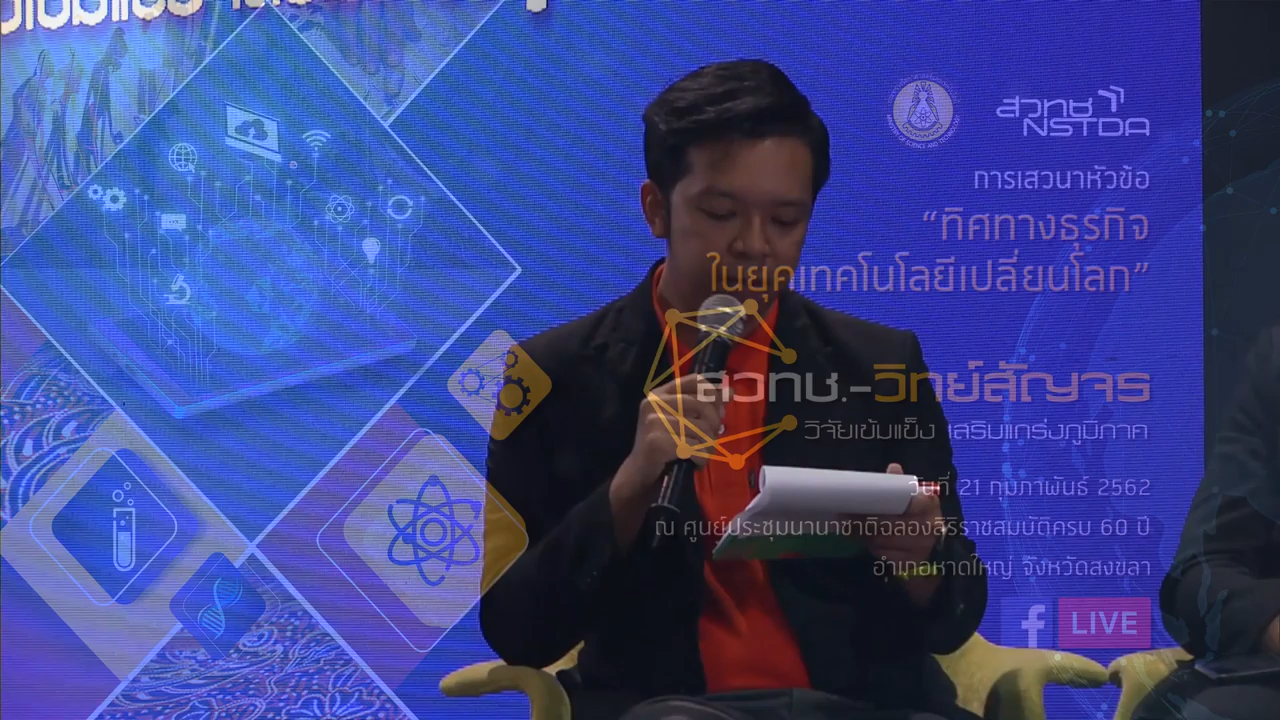 สวทช
NSTDA
การเสวนาหัวข้อ
“ทิศทางธุรกิจ
ในยุคเทคโนโลยีเปลี่ยนโลก”
สวทช.-วิทย์สัญจร
วิจัยเข้มแข็ง เสริมแกร่งภูมิภาค
วันที่ 21 กุมภาพันธ์ 2562
ณ ศูนย์ประชุมนานาชาติฉลองสิริราชสมบัติครบ 60 ปี
อำเภอหาดใหญ่ จังหวัดสงขลา
f LIVE